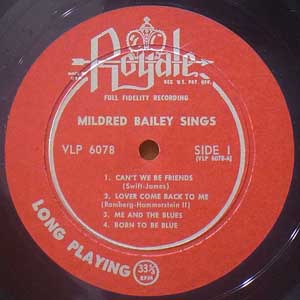 Royale
REG U.S. PAT. OFF.
FULL FIDELITY RECORDING
MILDRED BAILEY SINGS
VLP 6078
SIDE 1
(VLP 6078-A)
1. CAN'T WE BE FRIENDS
(Swift-James)
2. LOVER COME BACK TO ME
(Romberg-Hammerstein II)
3. ME AND THE BLUES
4. BORN TO BE BLUE
LONG PLAYING
33⅓
RPM